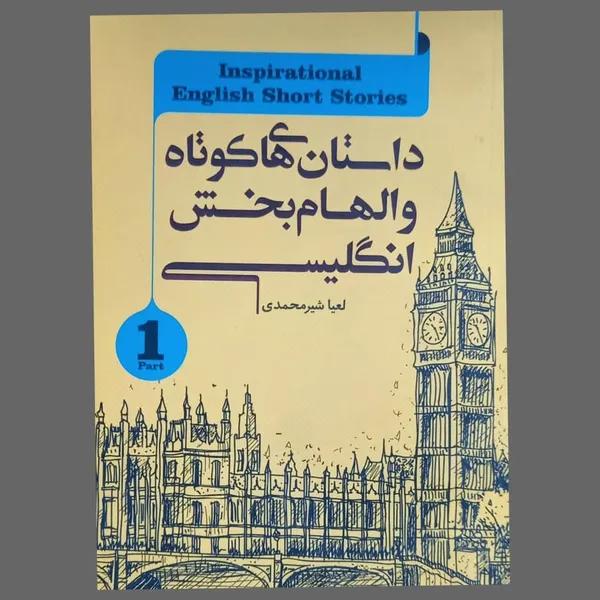 Inspirational
English Short Stories
داستان‌های کوتاه
والهام‌بخش
انگلیسی
لعیا شیرمحمدی
1
Part